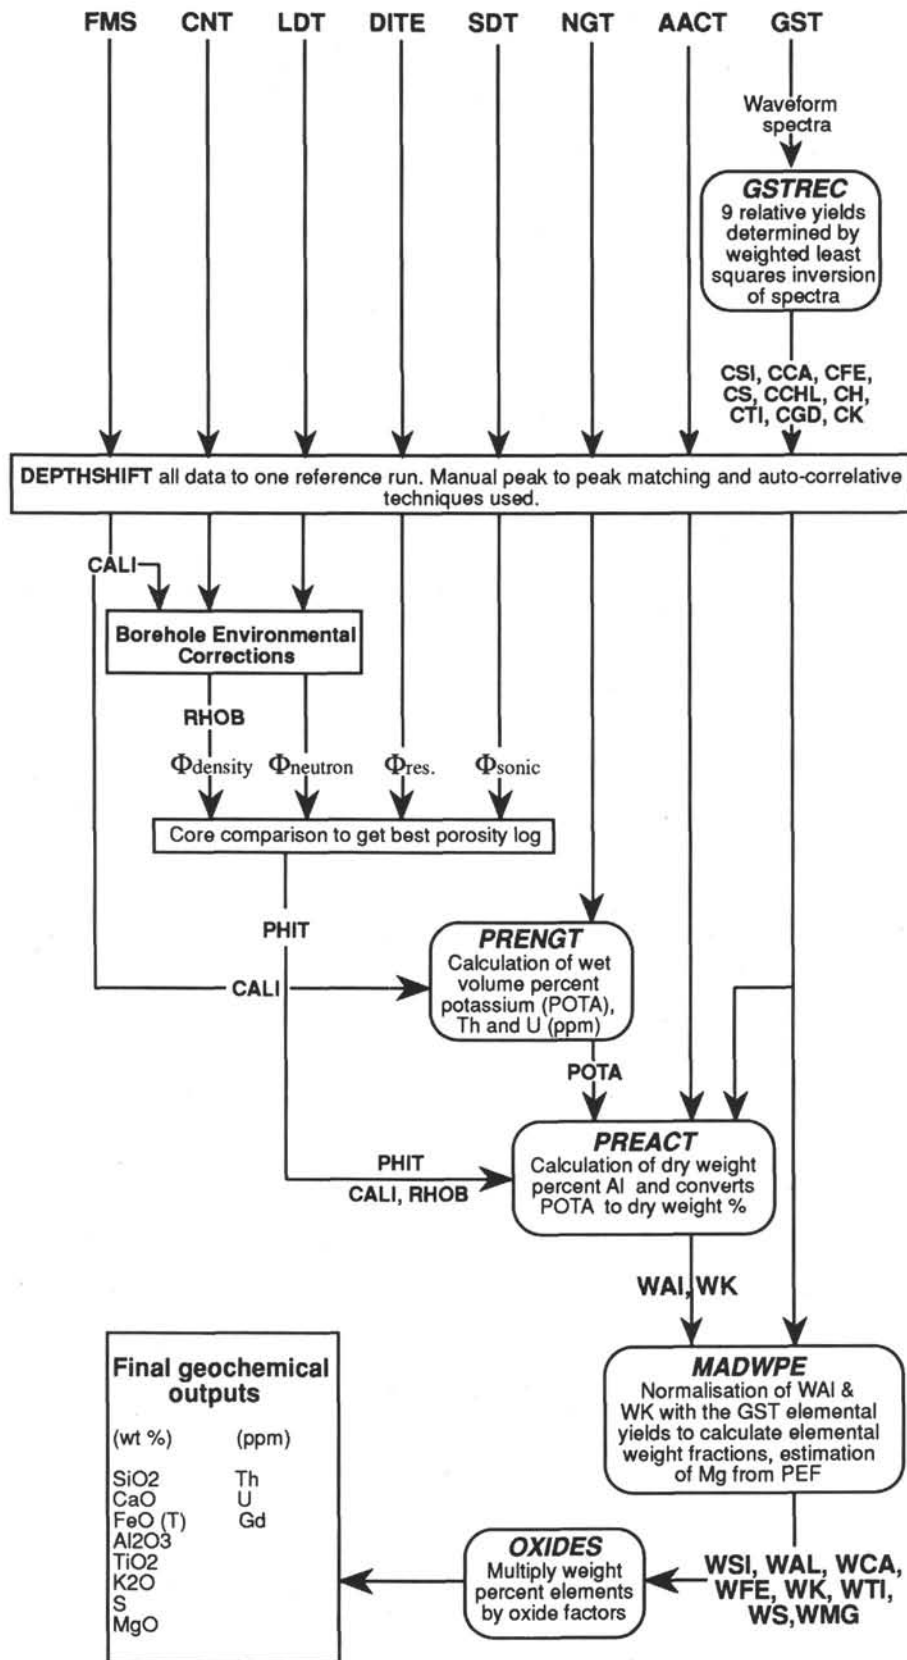 FMS CNT LDT DITE SDT NGT AACT GST
Waveform
spectra
GSTREC
9 relative yields
determined by
weighted least
squares inversion
of spectra
CSI, CCA, CFE,
CS, CCHL, CH,
CTI, CGD, CK
DEPTHSHIFT all data to one reference run. Manual peak to peak matching and auto-correlative
techniques used.
CALI
Borehole Environmental
Corrections
RHOB
Φdensity Φneutron Φres. Φsonic
Core comparison to get best porosity log
PHIT
PRENGT
Calculation of wet
volume percent
potassium (POTA),
Th and U (ppm)
CALI
POTA
PREACT
Calculation of dry weight
percent Al and converts
POTA to dry weight %
PHIT
CALI, RHOB
WAl, WK
MADWPE
Normalisation of WAl &
WK with the GST elemental
yields to calculate elemental
weight fractions, estimation
of Mg from PEF
WSI, WAL, WCA,
WFE, WK, WTI,
WS,WMG
OXIDES
Multiply weight
percent elements
by oxide factors
Final geochemical
outputs
(wt %) (ppm)
SiO2 Th
CaO U
FeO (T) Gd
Al2O3
TiO2
K2O
S
MgO